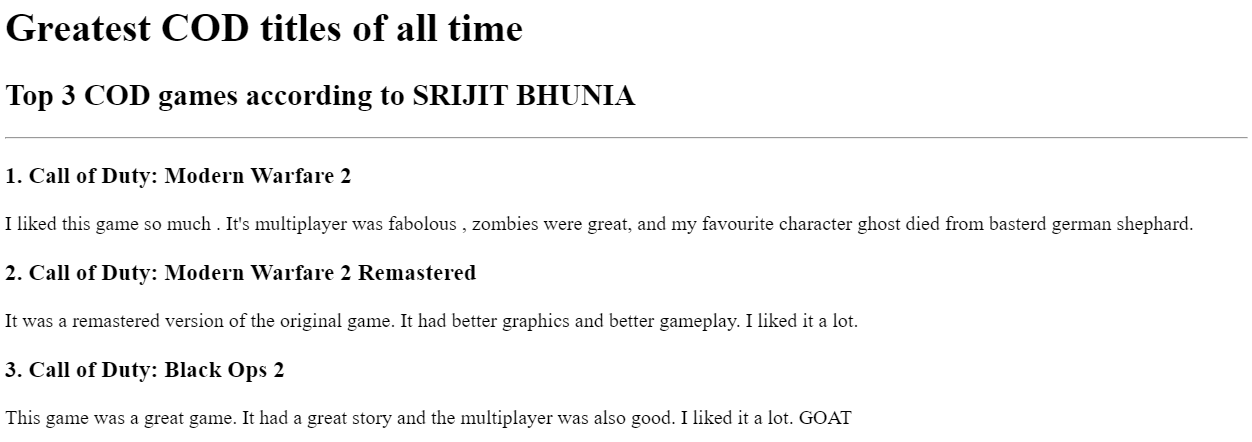 Greatest COD titles of all time
Top 3 COD games according to SRIJIT BHUNIA
1. Call of Duty: Modern Warfare 2
I liked this game so much . It's multiplayer was fabolous , zombies were great, and my favourite character ghost died from basterd german shephard.
2. Call of Duty: Modern Warfare 2 Remastered
It was a remastered version of the original game. It had better graphics and better gameplay. I liked it a lot.
3. Call of Duty: Black Ops 2
This game was a great game. It had a great story and the multiplayer was also good. I liked it a lot. GOAT